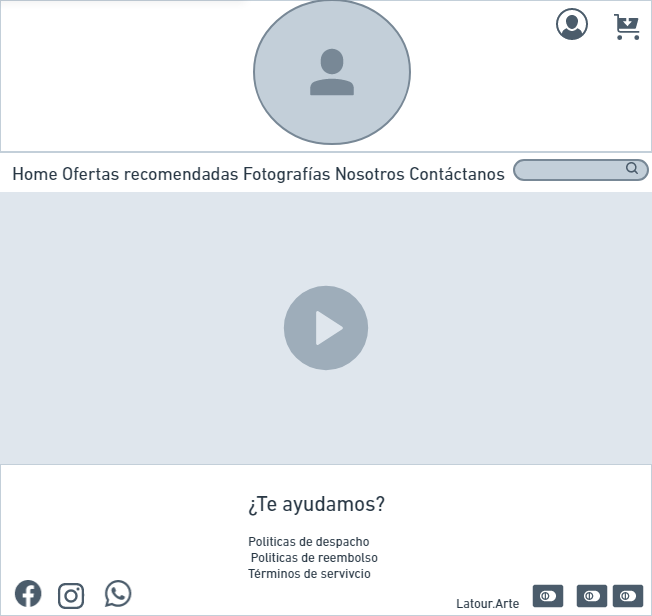 Home Ofertas recomendadas Fotografías Nosotros Contáctanos
¿Te ayudamos?
Politicas de despacho
Politicas de reembolso
Términos de servivcio
Latour.Arte